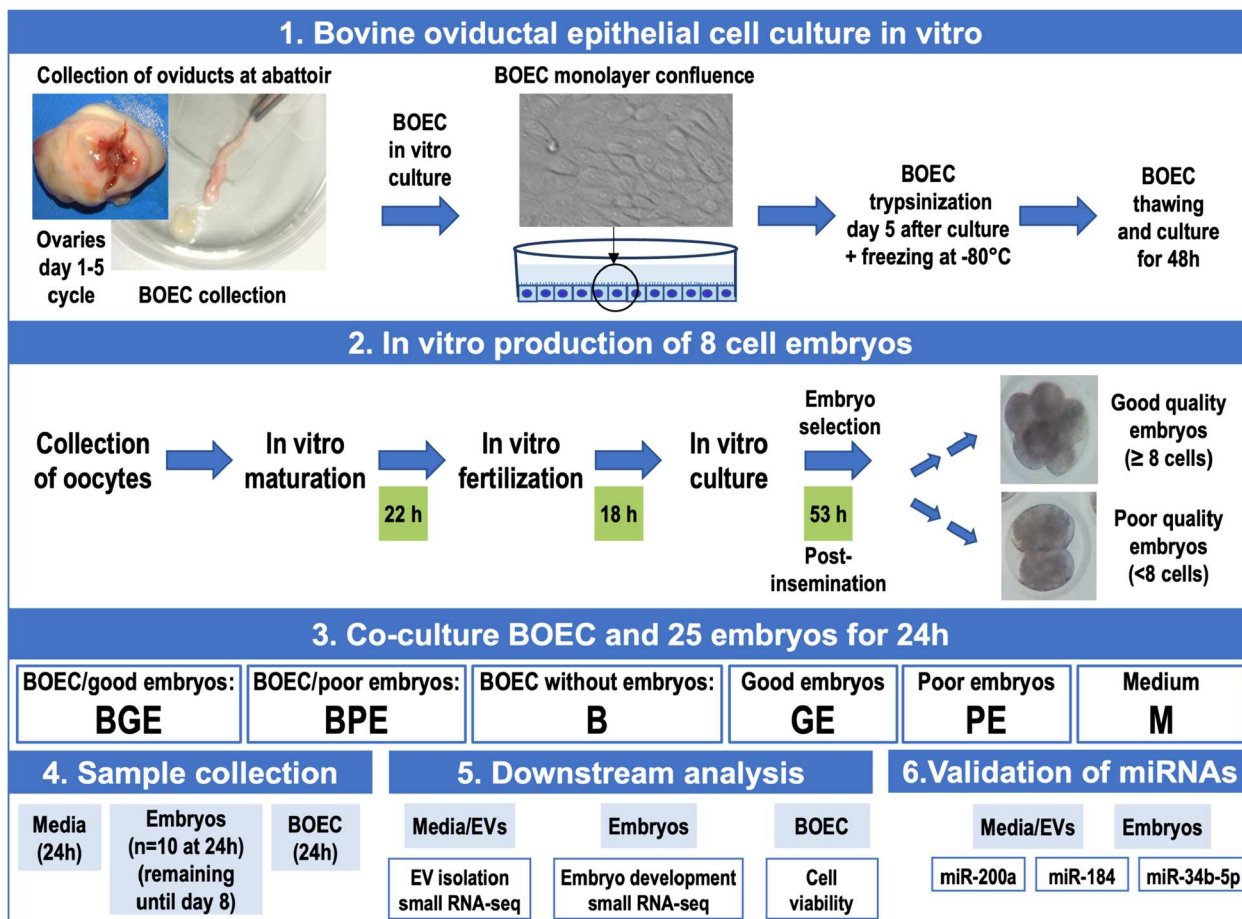 1. Bovine oviductal epithelial cell culture in vitro
Collection of oviducts at abattoir
Ovaries
day 1-5
cycle
BOEC collection
BOEC
in vitro
culture
BOEC monolayer confluence
BOEC
trypsinization
day 5 after culture
+ freezing at -80°C
BOEC
thawing
and culture
for 48h
2. In vitro production of 8 cell embryos
Collection
of oocytes
In vitro
maturation
22 h
In vitro
fertilization
18 h
In vitro
culture
Embryo
selection
53 h
Post-
insemination
Good quality
embryos
(≥ 8 cells)
Poor quality
embryos
(<8 cells)
3. Co-culture BOEC and 25 embryos for 24h
BOEC/good embryos:
BGE
BOEC/poor embryos:
BPE
BOEC without embryos:
B
Good embryos
GE
Poor embryos
PE
Medium
M
4. Sample collection
Media
(24h)
Embryos
(n=10 at 24h)
(remaining
until day 8)
BOEC
(24h)
5. Downstream analysis
Media/EVs
EV isolation
small RNA-seq
Embryos
Embryo development
small RNA-seq
BOEC
Cell
viability
6.Validation of miRNAs
Media/EVs
Embryos
miR-200a
miR-184
miR-34b-5p